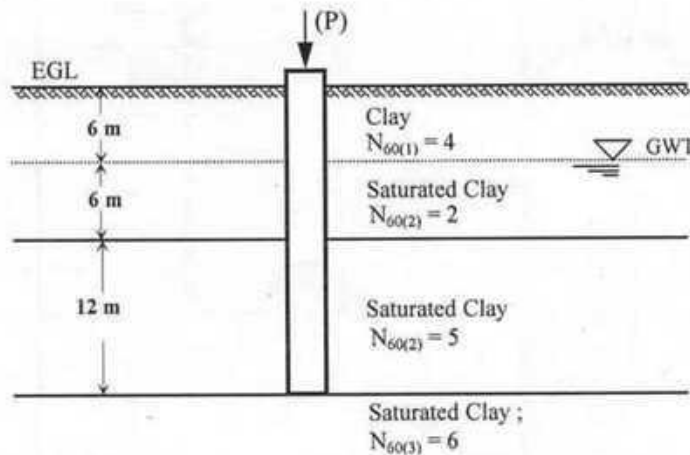 (P)
EGL
6 m
Clay
N60(1) = 4
GWT
6 m
Saturated Clay
N60(2) = 2
12 m
Saturated Clay
N60(2) = 5
Saturated Clay ;
N60(3) = 6